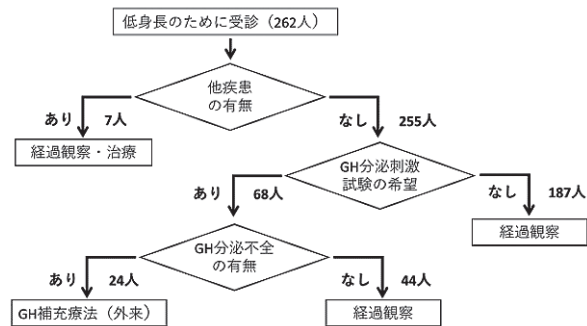 低身長のために受診（262人）
他疾患
の有無
あり 7人
なし 255人
経過観察・治療
GH分泌刺激
試験の希望
あり 68人
なし 187人
経過観察
GH分泌不全
の有無
あり 24人
なし 44人
GH補充療法（外来）
経過観察